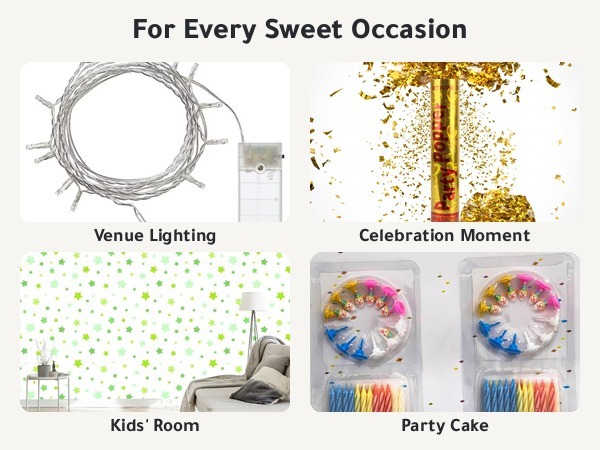 For Every Sweet Occasion
Party Popper
Venue Lighting
Celebration Moment
Kids' Room
Party Cake